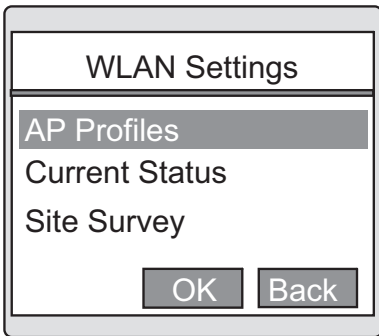 WLAN Settings
AP Profiles
Current Status
Site Survey
OK Back